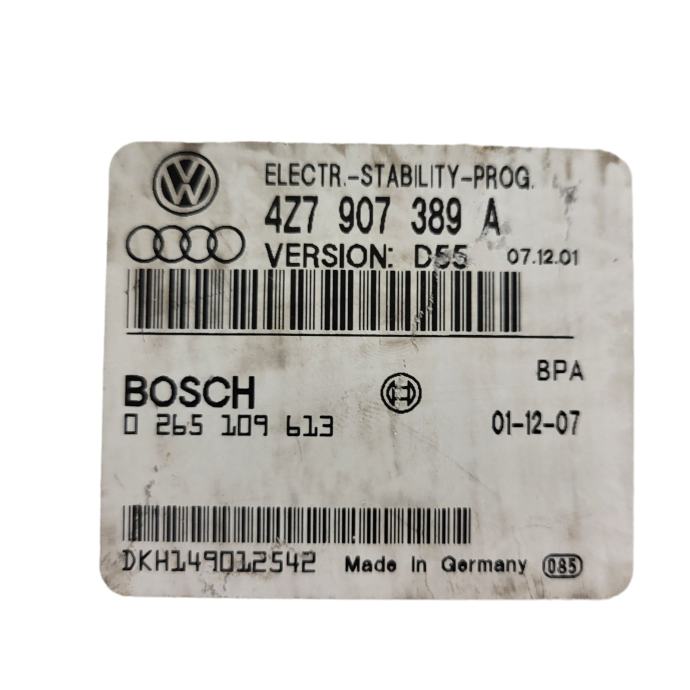 ELECTR.-STABILITY-PROG.
4Z7 907 389 A
VERSION: D55 07.12.01
BPA
BOSCH
0 265 109 613 01-12-07
DKH149012542 Made In Germany 085